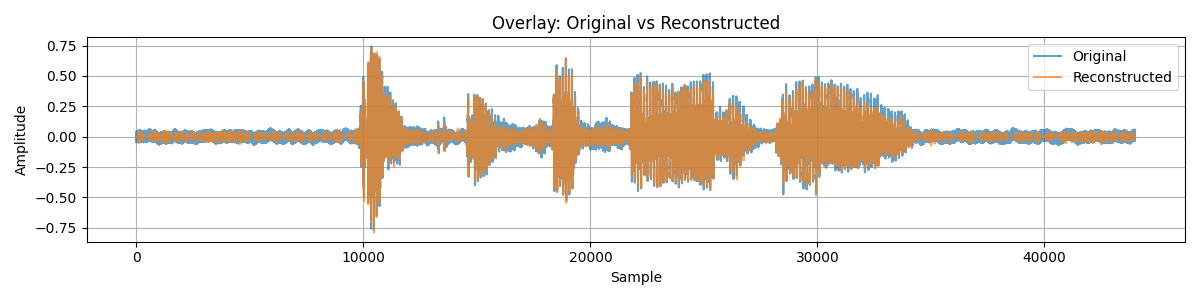 Overlay: Original vs Reconstructed
Original
Reconstructed
Amplitude
0.75
0.50
0.25
0.00
−0.25
−0.50
−0.75
0 10000 20000 30000 40000
Sample